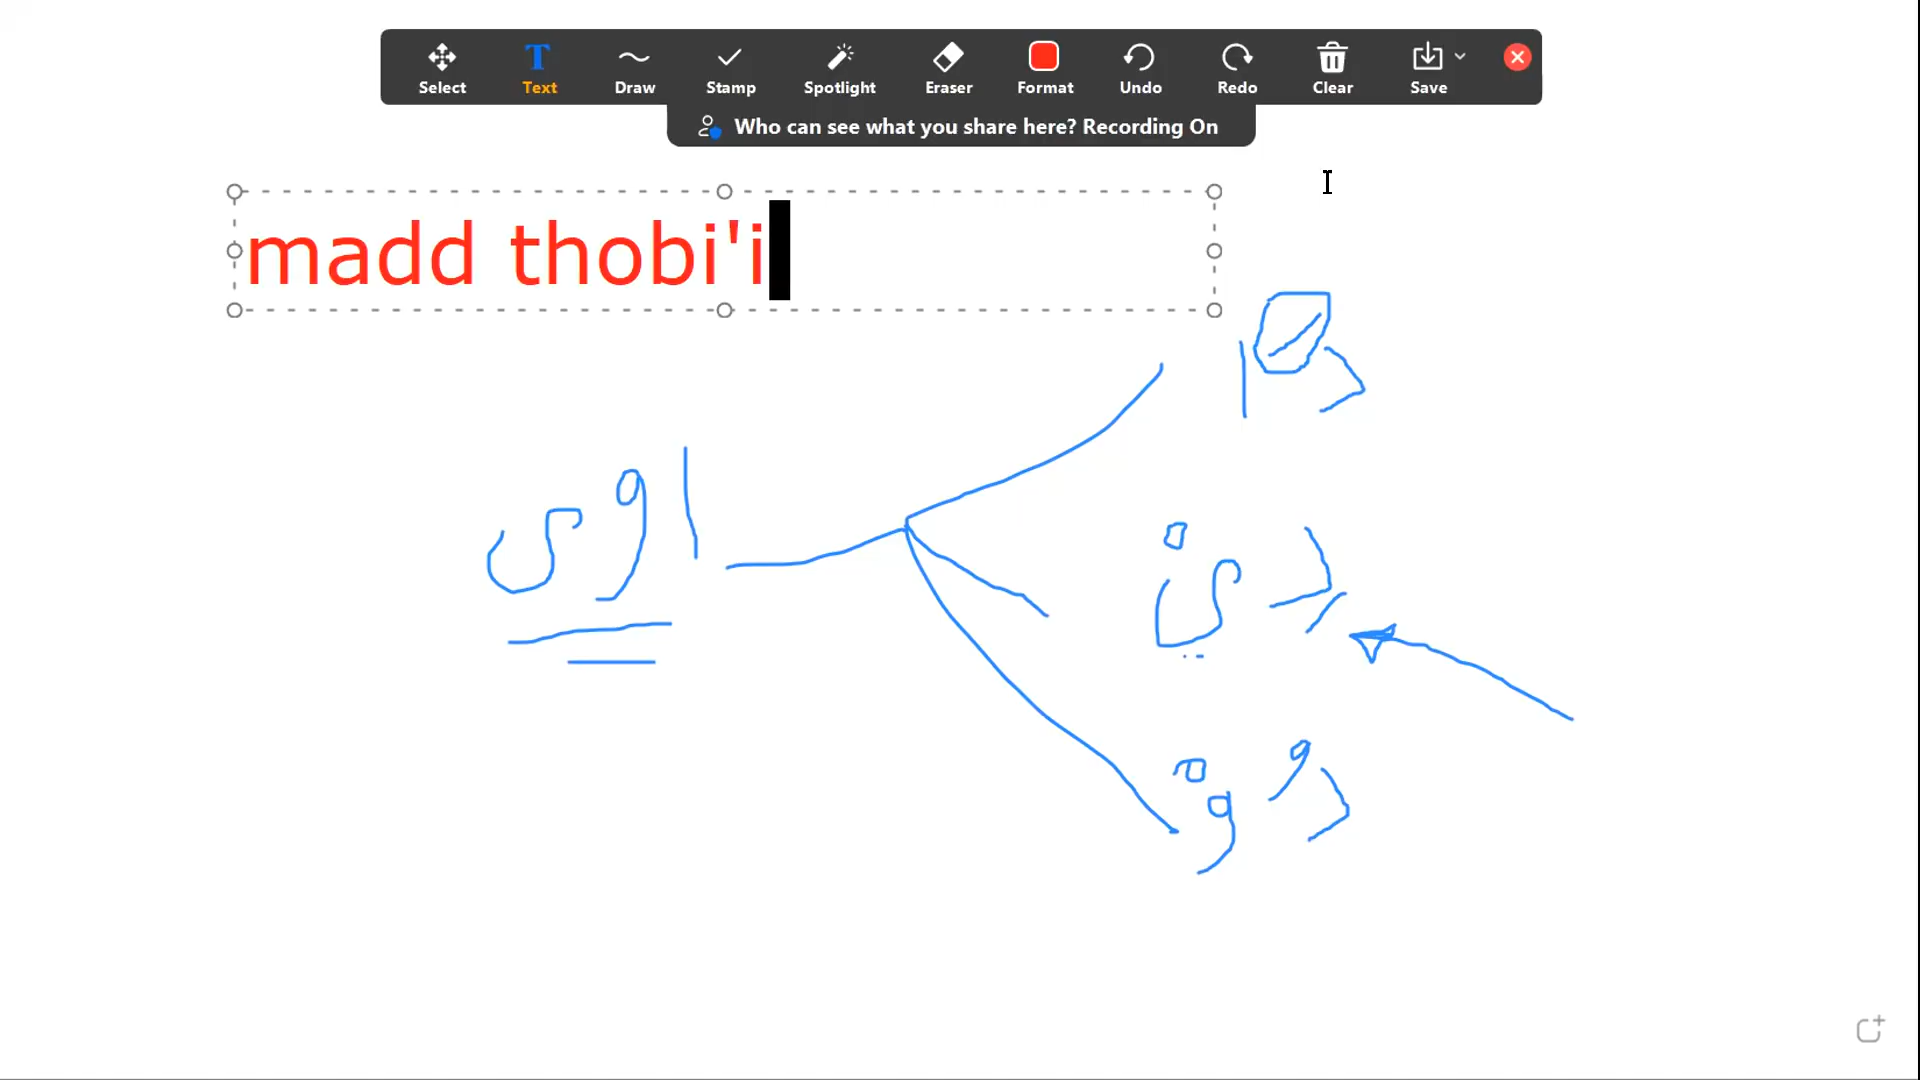 Select Text Draw Stamp Spotlight Eraser Format Undo Redo Clear Save
Who can see what you share here? Recording On
madd thobi'i
دَ ا
ا و ى
دِ يْ
دُ وْ